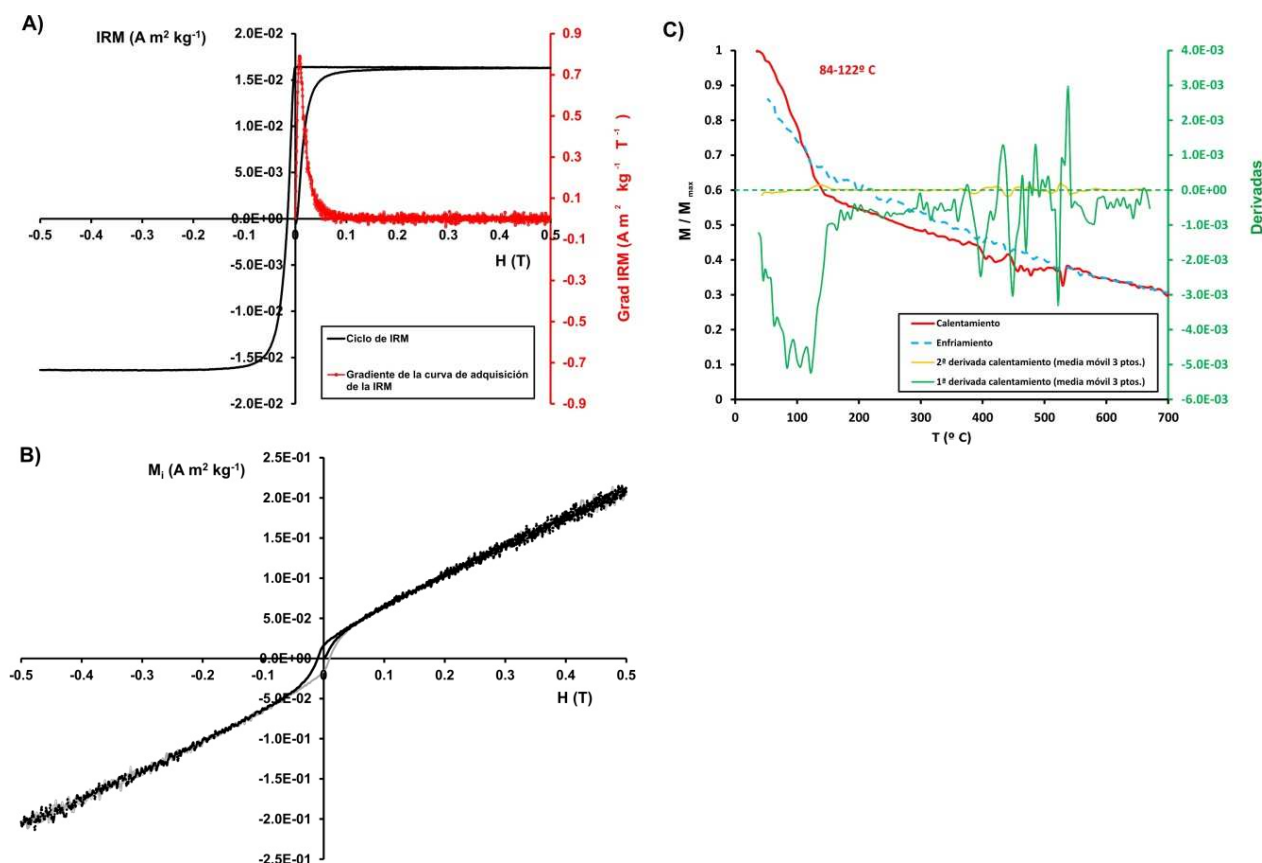 A)
IRM (A m² kg⁻¹)
2.0E-02
1.5E-02
1.0E-02
5.0E-03
0.0E+00
-5.0E-03
-1.0E-02
-1.5E-02
-2.0E-02
-0.5 -0.4 -0.3 -0.2 -0.1 0 0.1 0.2 0.3 0.4 0.5
H (T)
0.9
0.7
0.5
0.3
0.1
-0.1
-0.3
-0.5
-0.7
-0.9
Grad IRM (A m² kg⁻¹ T⁻¹)
Ciclo de IRM
Gradiente de la curva de adquisición
de la IRM
C)
84-122º C
M / M max
1
0.9
0.8
0.7
0.6
0.5
0.4
0.3
0.2
0.1
0
0 100 200 300 400 500 600 700
T (º C)
4.0E-03
3.0E-03
2.0E-03
1.0E-03
0.0E+00
-1.0E-03
-2.0E-03
-3.0E-03
-4.0E-03
-5.0E-03
-6.0E-03
Derivadas
Calentamiento
Enfriamiento
2ª derivada calentamiento (media móvil 3 ptos.)
1ª derivada calentamiento (media móvil 3 ptos.)
B)
Mᵢ (A m² kg⁻¹)
2.5E-01
2.0E-01
1.5E-01
1.0E-01
5.0E-02
0.0E+00
-5.0E-02
-1.0E-01
-1.5E-01
-2.0E-01
-2.5E-01
-0.5 -0.4 -0.3 -0.2 -0.1 0 0.1 0.2 0.3 0.4 0.5
H (T)